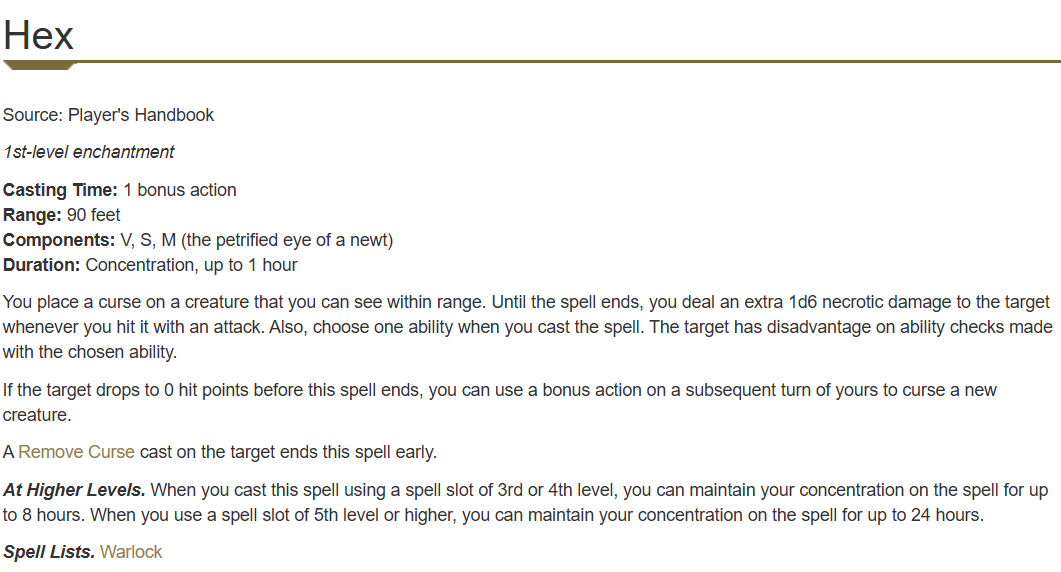 Hex
Source: Player's Handbook
1st-level enchantment
Casting Time: 1 bonus action
Range: 90 feet
Components: V, S, M (the petrified eye of a newt)
Duration: Concentration, up to 1 hour
You place a curse on a creature that you can see within range. Until the spell ends, you deal an extra 1d6 necrotic damage to the target
whenever you hit it with an attack. Also, choose one ability when you cast the spell. The target has disadvantage on ability checks made
with the chosen ability.
If the target drops to 0 hit points before this spell ends, you can use a bonus action on a subsequent turn of yours to curse a new
creature.
A Remove Curse cast on the target ends this spell early.
At Higher Levels. When you cast this spell using a spell slot of 3rd or 4th level, you can maintain your concentration on the spell for up
to 8 hours. When you use a spell slot of 5th level or higher, you can maintain your concentration on the spell for up to 24 hours.
Spell Lists. Warlock